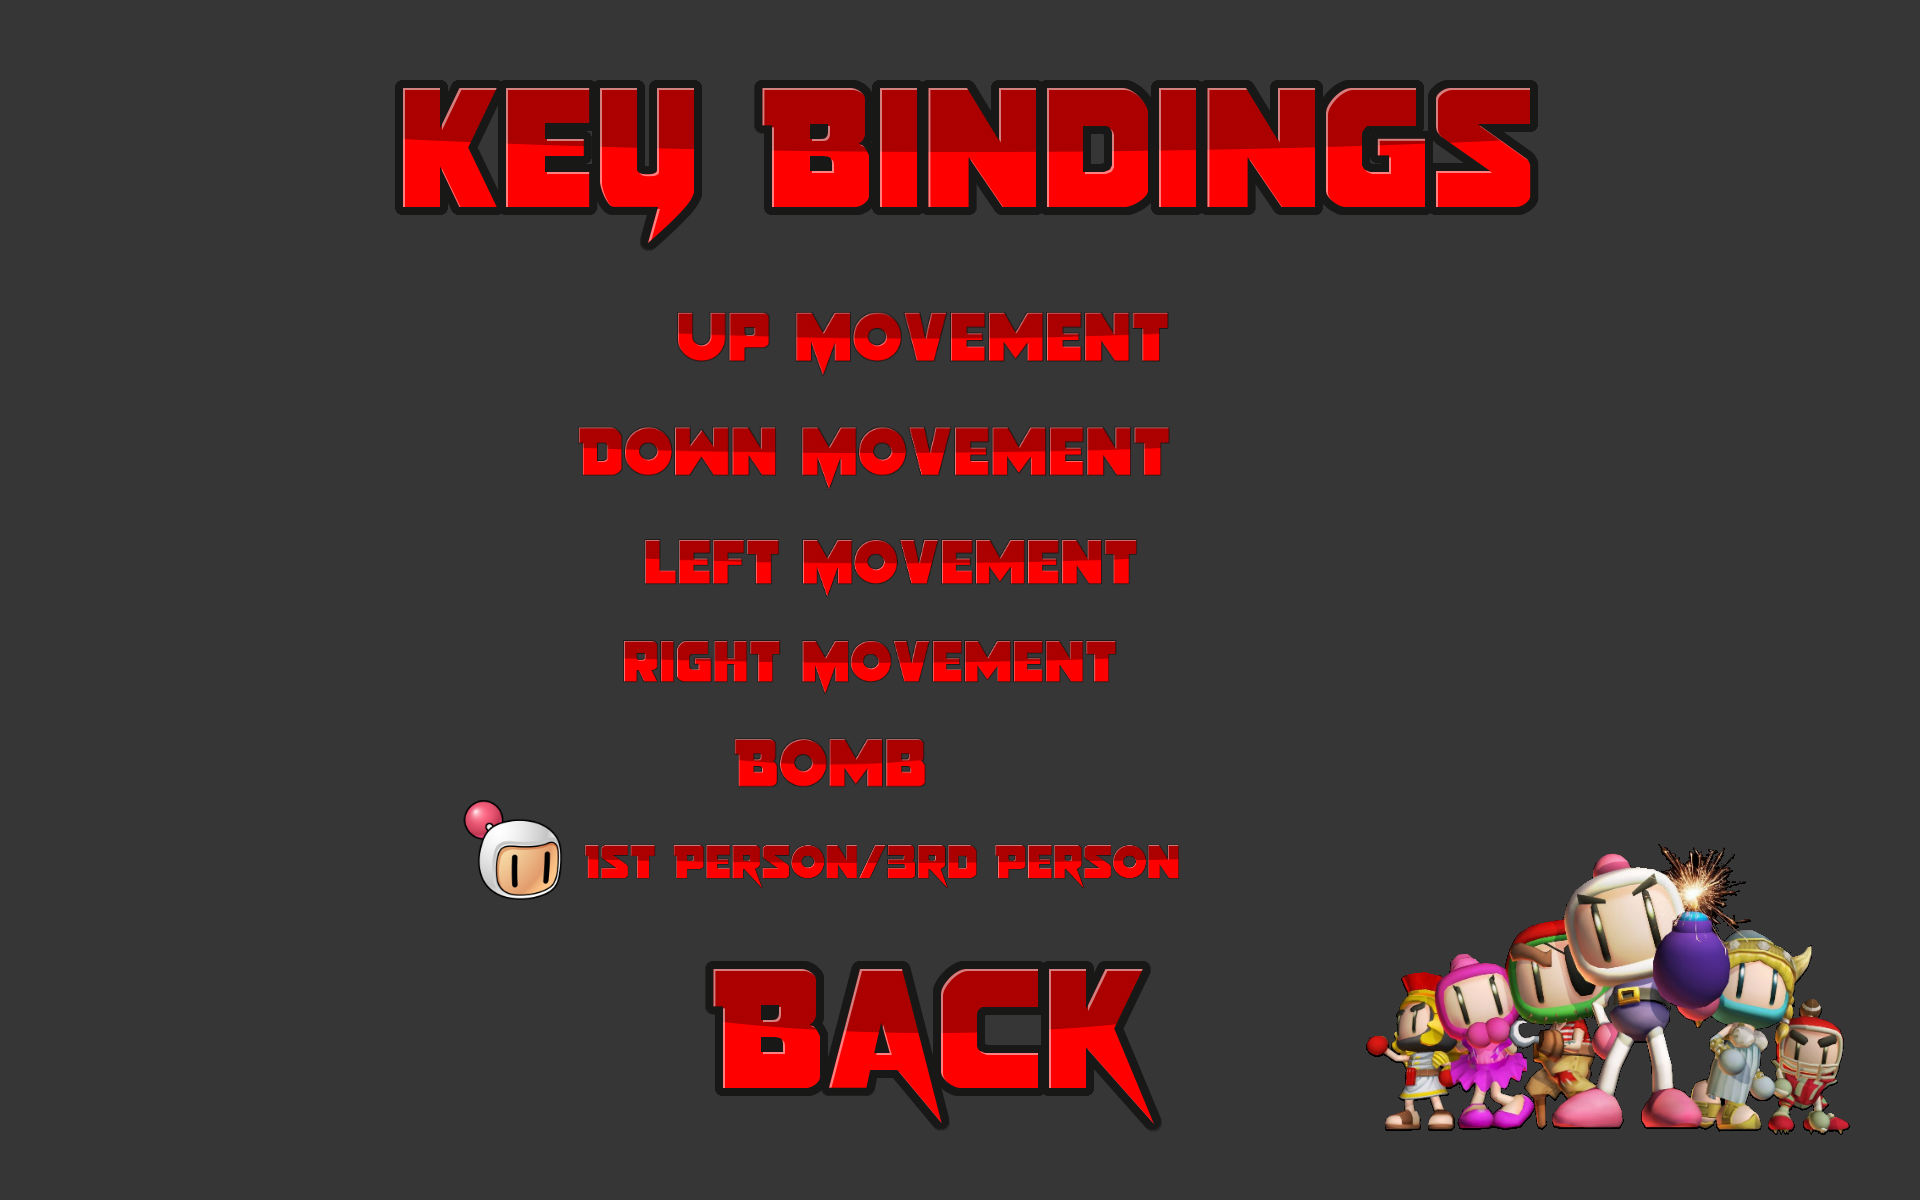 Key Bindings
Up Movement
Down Movement
Left Movement
Right Movement
Bomb
1st Person/3rd Person
Back